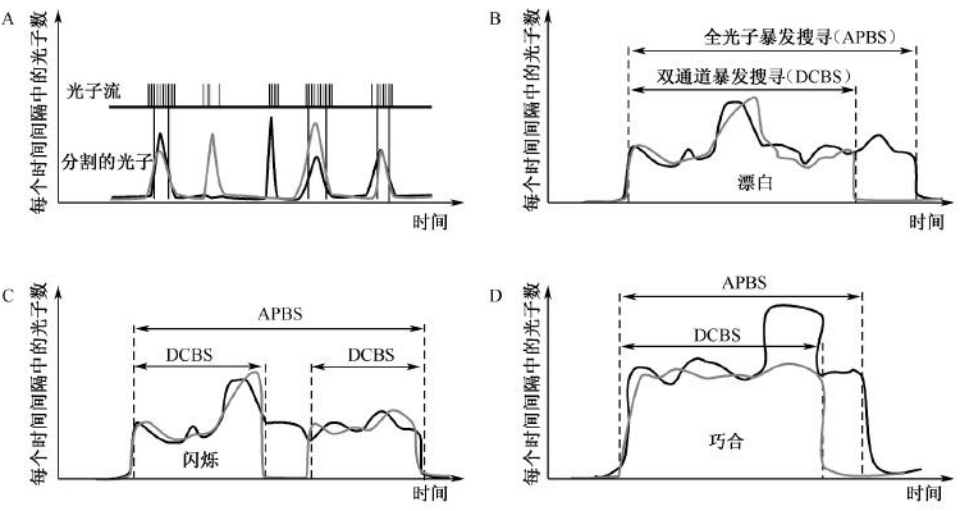 A
每个时间间隔中的光子数
光子流
分割的光子
时间
B
每个时间间隔中的光子数
全光子暴发搜寻(APBS)
双通道暴发搜寻(DCBS)
漂白
时间
C
每个时间间隔中的光子数
APBS
DCBS
DCBS
闪烁
时间
D
每个时间间隔中的光子数
APBS
DCBS
巧合
时间